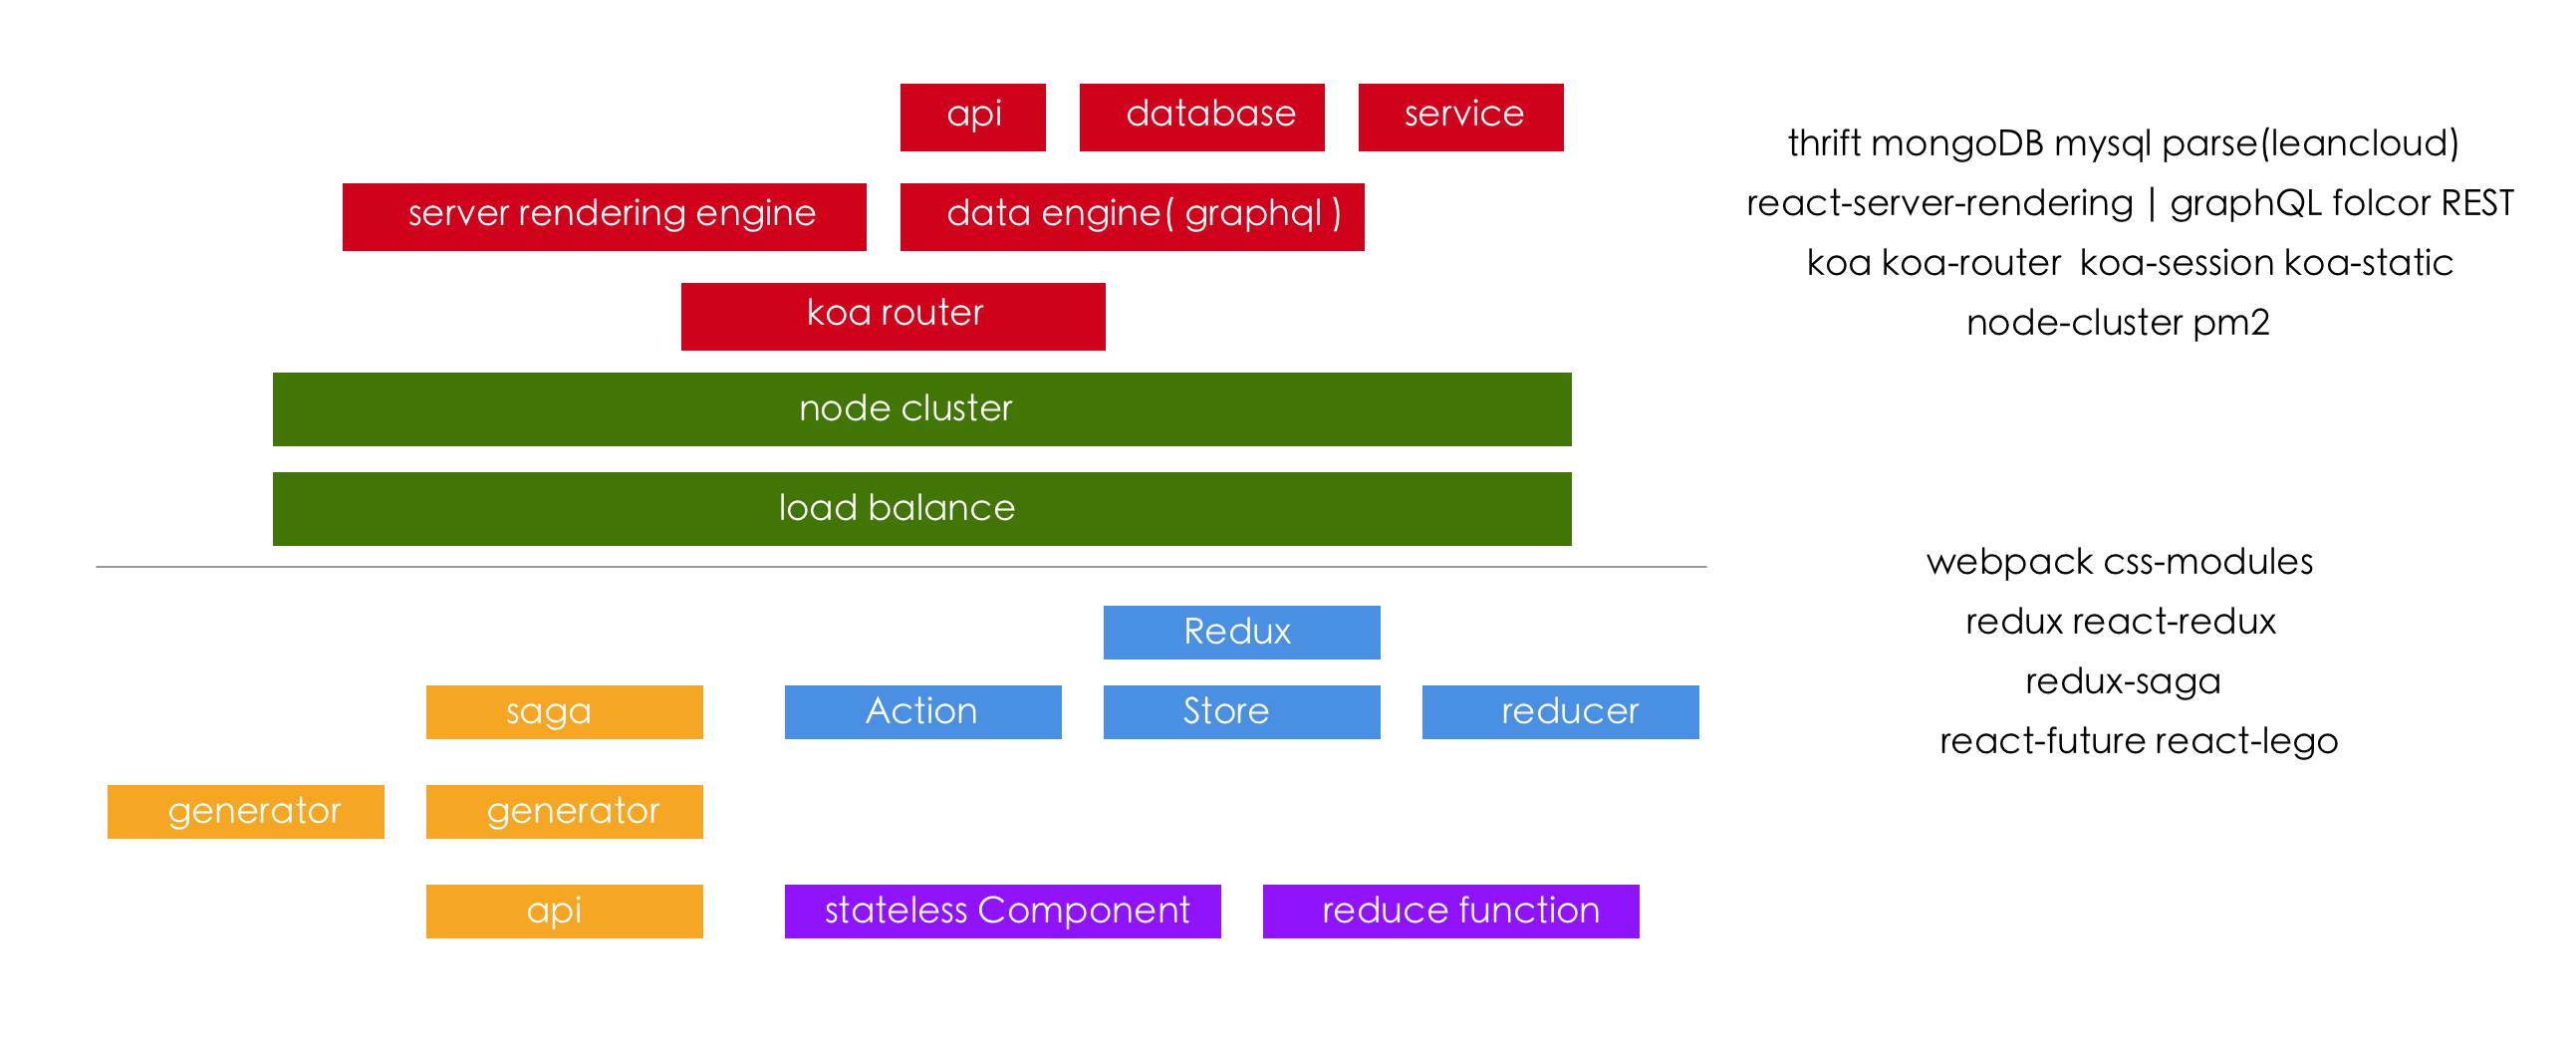 api database service
server rendering engine data engine( graphql )
koa router
node cluster
load balance
thrift mongoDB mysql parse(leancloud)
react-server-rendering | graphQL folcor REST
koa koa-router koa-session koa-static
node-cluster pm2
Redux
saga Action Store reducer
generator generator
api stateless Component reduce function
webpack css-modules
redux react-redux
redux-saga
react-future react-lego